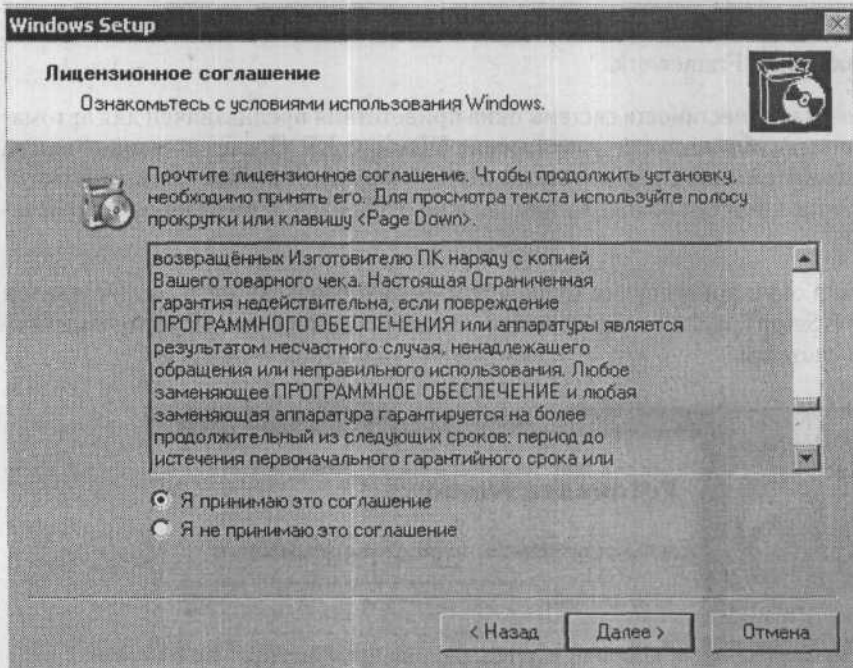 Windows Setup
Лицензионное соглашение
Ознакомьтесь с условиями использования Windows.
Прочтите лицензионное соглашение. Чтобы продолжить установку,
необходимо принять его. Для просмотра текста используйте полосу
прокрутки или клавишу <Page Down>.
возвращённых Изготовителю ПК наряду с копией
Вашего товарного чека. Настоящая Ограниченная
гарантия недействительна, если повреждение
ПРОГРАММНОГО ОБЕСПЕЧЕНИЯ или аппаратуры является
результатом несчастного случая, ненадлежащего
обращения или неправильного использования. Любое
заменяющее ПРОГРАММНОЕ ОБЕСПЕЧЕНИЕ и любая
заменяющая аппаратура гарантируется на более
продолжительный из следующих сроков: период до
истечения первоначального гарантийного срока или
Я принимаю это соглашение
Я не принимаю это соглашение
< Назад
Далее >
Отмена